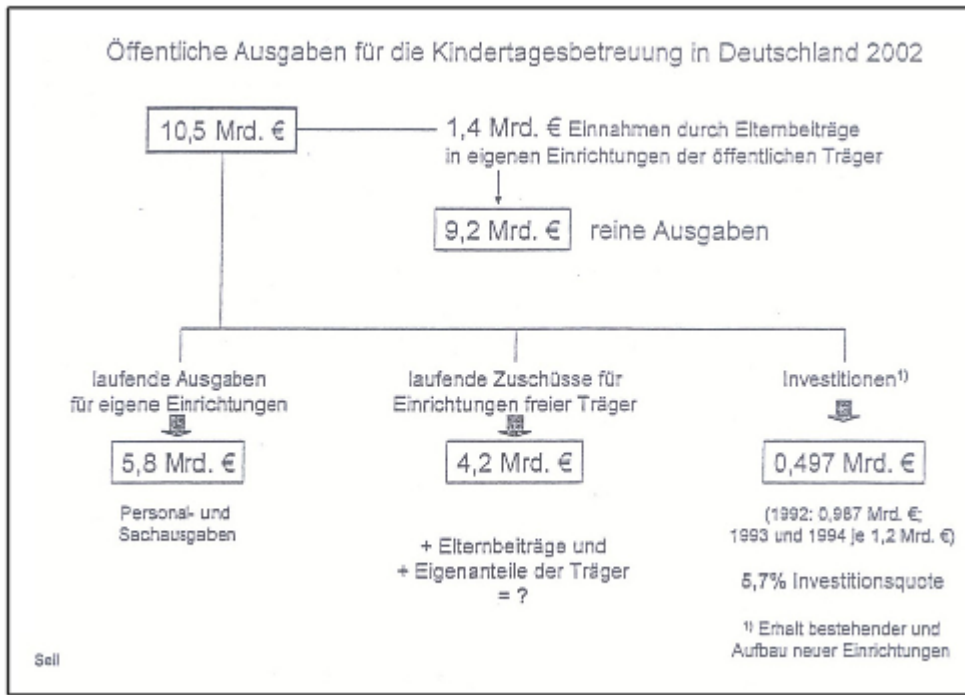 Öffentliche Ausgaben für die Kindertagesbetreuung in Deutschland 2002
10,5 Mrd. €
1,4 Mrd. € Einnahmen durch Elternbeiträge
in eigenen Einrichtungen der öffentlichen Träger
9,2 Mrd. € reine Ausgaben
laufende Ausgaben
für eigene Einrichtungen
5,8 Mrd. €
Personal- und
Sachausgaben
laufende Zuschüsse für
Einrichtungen freier Träger
4,2 Mrd. €
+ Elternbeiträge und
+ Eigenanteile der Träger
= ?
Investitionen¹⁾
0,497 Mrd. €
(1992: 0,987 Mrd. €;
1993 und 1994 je 1,2 Mrd. €)
5,7% Investitionsquote
¹⁾ Erhalt bestehender und
Aufbau neuer Einrichtungen
Sell